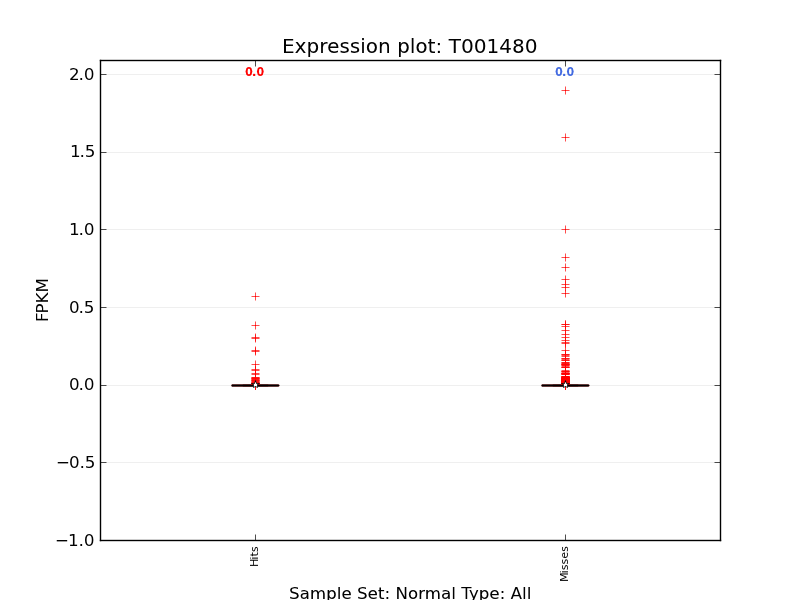 Expression plot: T001480
0.0 0.0
2.0
1.5
1.0
0.5
0.0
−0.5
−1.0
FPKM
Hits
Misses
Sample Set: Normal Type: All